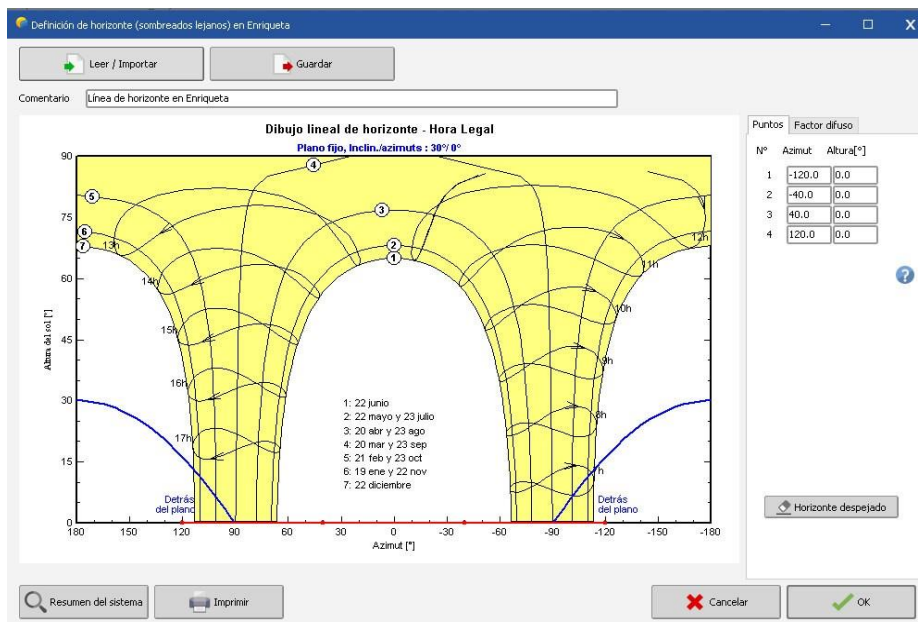 Definición de horizonte (sombreados lejanos) en Enriqueta
Leer / Importar
Guardar
Comentario
Línea de horizonte en Enriqueta
Dibujo lineal de horizonte - Hora Legal
Plano fijo, Inclin./azimuts : 30°/ 0°
Altura del sol [°]
90
75
60
45
30
15
0
180 150 120 90 60 30 0 -30 -60 -90 -120 -150 -180
Azimut [°]
1
2
3
4
5
6
7
13h
14h
15h
16h
17h
12h
11h
10h
9h
8h
h
1: 22 junio
2: 22 mayo y 23 julio
3: 20 abr y 23 ago
4: 20 mar y 23 sep
5: 21 feb y 23 oct
6: 19 ene y 22 nov
7: 22 diciembre
Detrás
del plano
Detrás
del plano
Puntos Factor difuso
Nº Azimut Altura[°]
1 -120.0 0.0
2 -40.0 0.0
3 40.0 0.0
4 120.0 0.0
?
Horizonte despejado
Resumen del sistema
Imprimir
Cancelar
OK